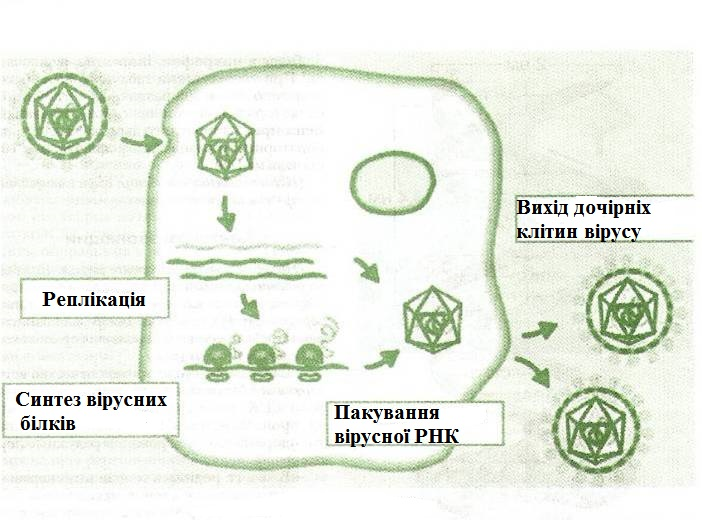 Вихід дочірніх
клітин вірусу
Реплікація
Синтез вірусних
білків
Пакування
вірусної РНК